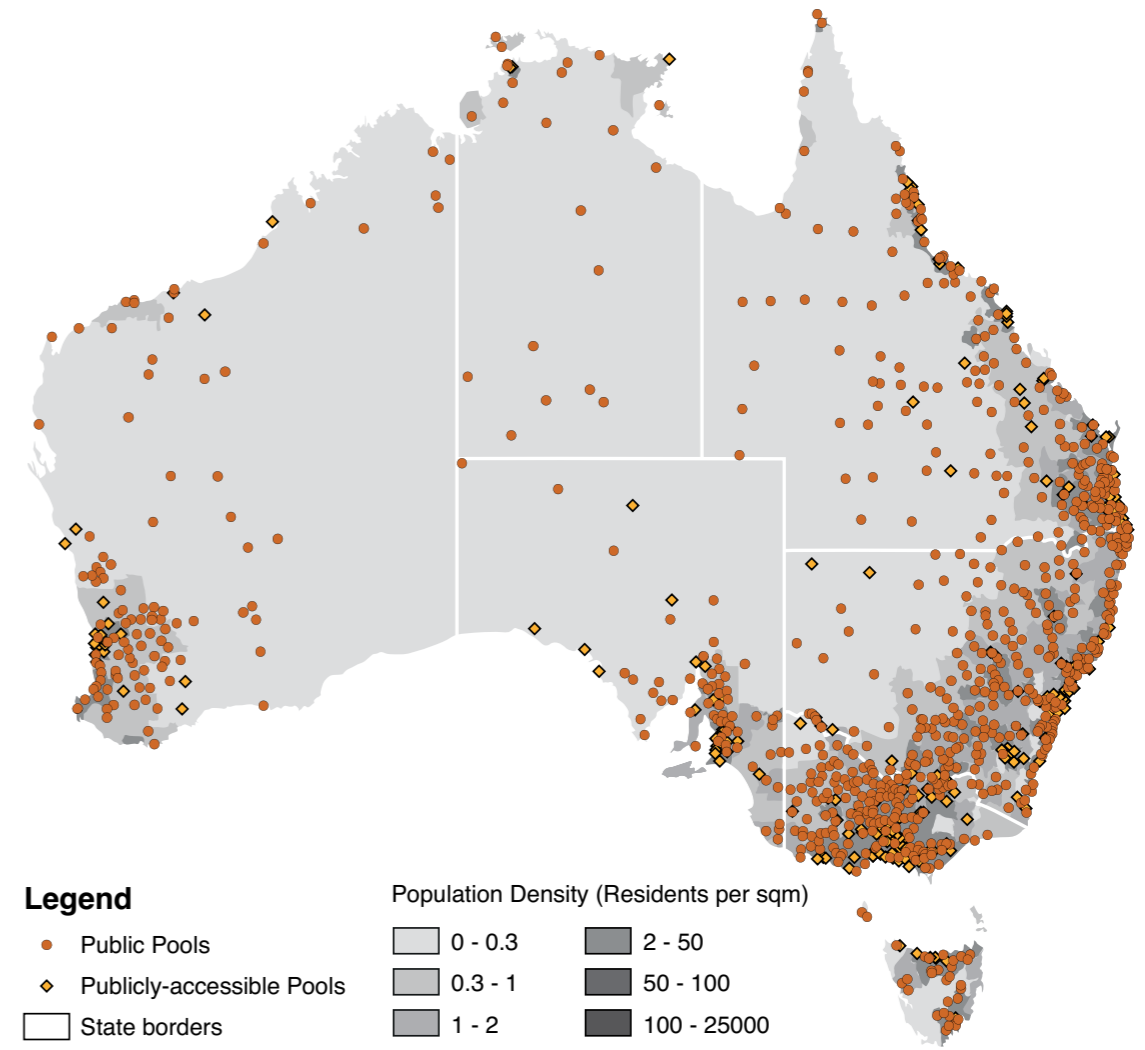 Legend
Public Pools
Publicly-accessible Pools
State borders
Population Density (Residents per sqm)
0 - 0.3
0.3 - 1
1 - 2
2 - 50
50 - 100
100 - 25000